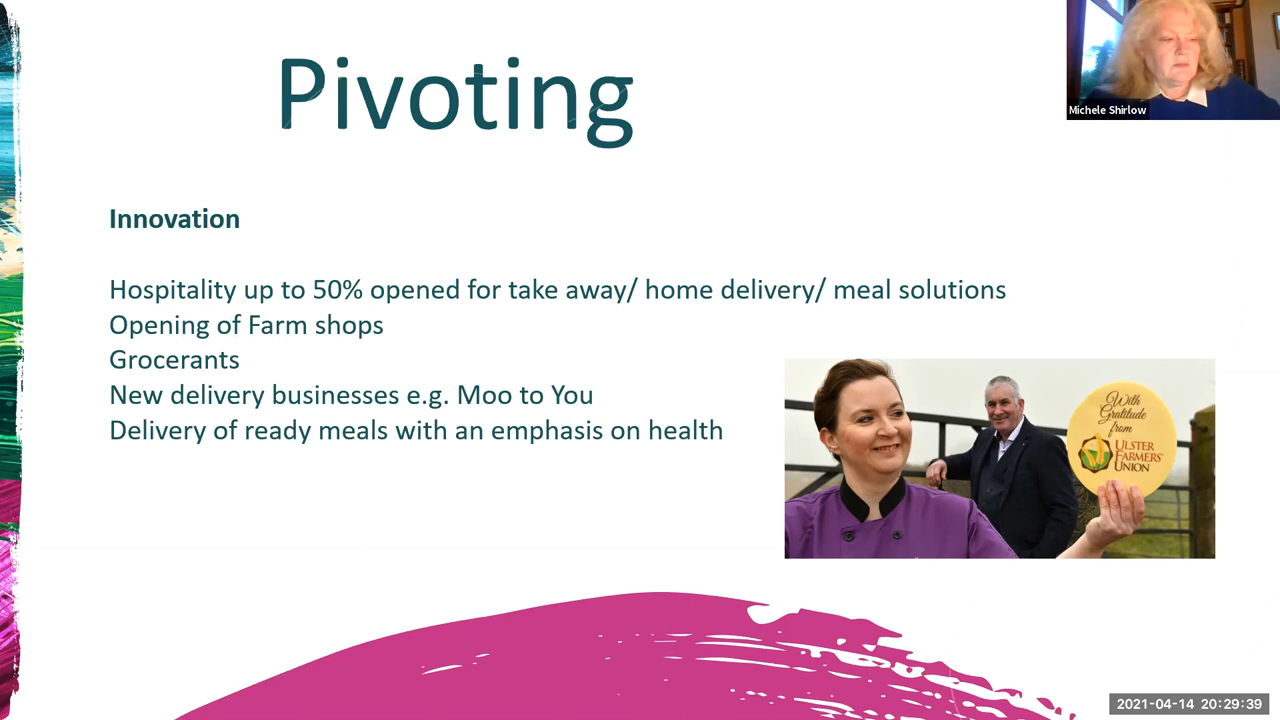 Pivoting
Michele Shirlow
Innovation
Hospitality up to 50% opened for take away/ home delivery/ meal solutions
Opening of Farm shops
Grocerants
New delivery businesses e.g. Moo to You
Delivery of ready meals with an emphasis on health
With
Gratitude
from
ULSTER
FARMERS'
UNION
2021-04-14 20:29:39